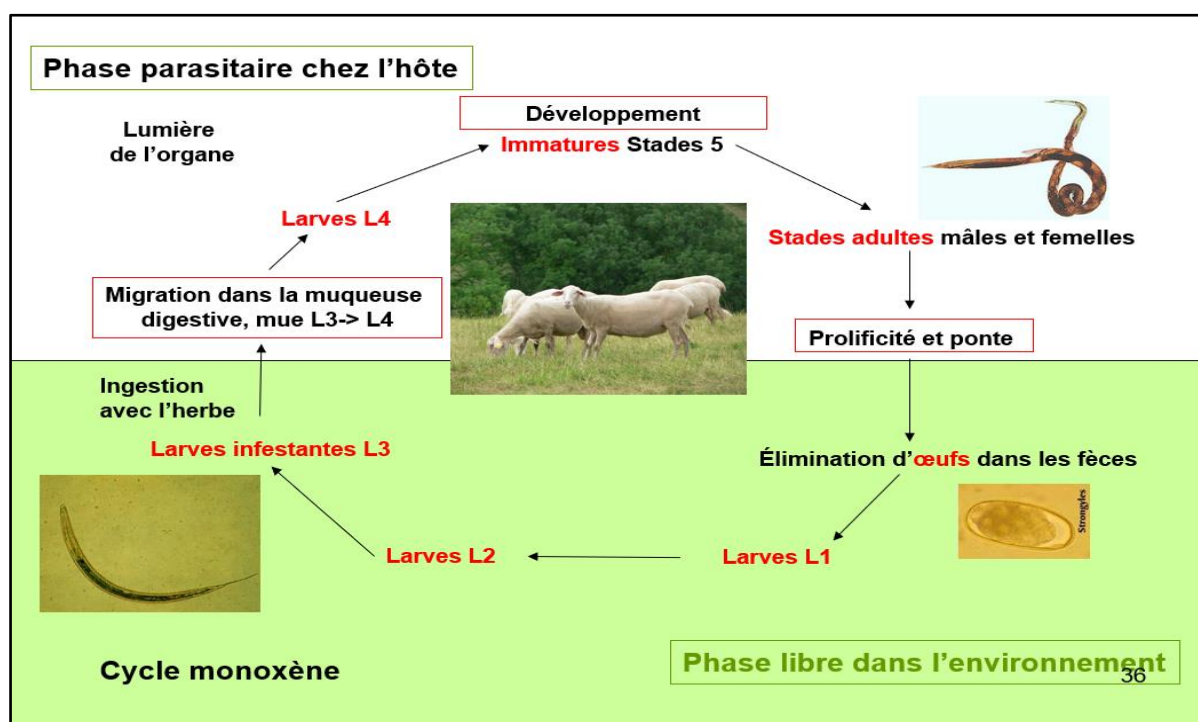 Phase parasitaire chez l'hôte
Développement
Immatures Stades 5
Lumière
de l'organe
Larves L4
Stades adultes mâles et femelles
Migration dans la muqueuse
digestive, mue L3-> L4
Prolificité et ponte
Ingestion
avec l'herbe
Larves infestantes L3
Élimination d'œufs dans les fèces
Strongyles
Larves L2
Larves L1
Cycle monoxène
Phase libre dans l'environnement
36